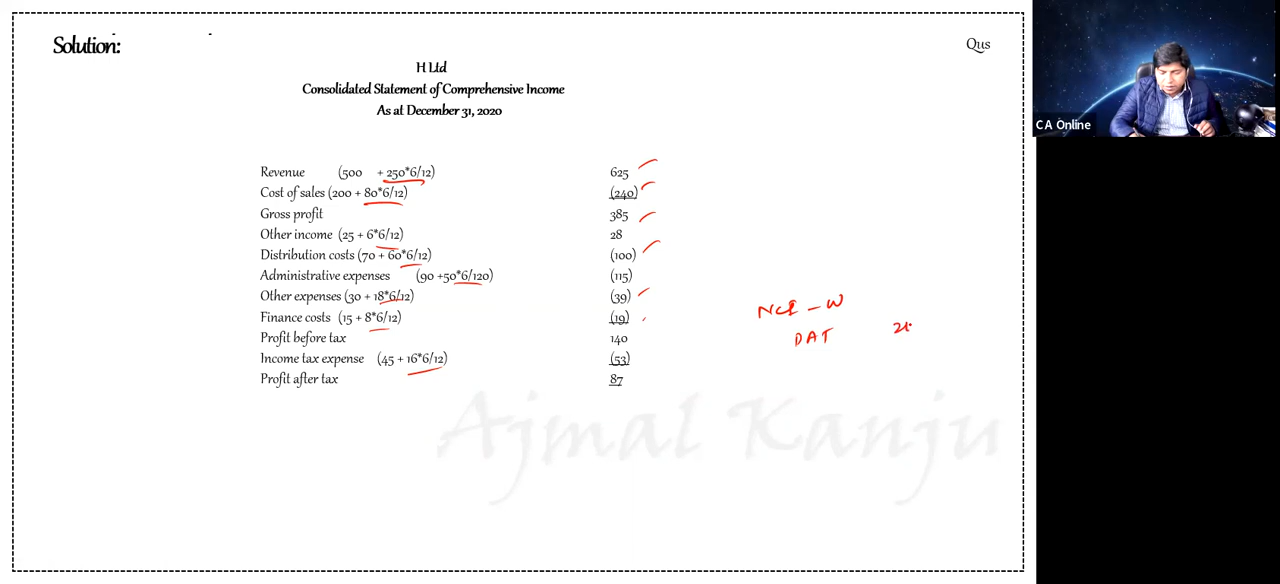 Solution:
Qus
H Ltd
Consolidated Statement of Comprehensive Income
As at December 31, 2020
Revenue (500 + 250*6/12) 625
Cost of sales (200 + 80*6/12) (240)
Gross profit 385
Other income (25 + 6*6/12) 28
Distribution costs (70 + 60*6/12) (100)
Administrative expenses (90 +50*6/120) (115)
Other expenses (30 + 18*6/12) (39)
Finance costs (15 + 8*6/12) (19)
Profit before tax 140
Income tax expense (45 + 16*6/12) (53)
Profit after tax 87
NCI - W
PAT
Ajmal Kanju
CA Online